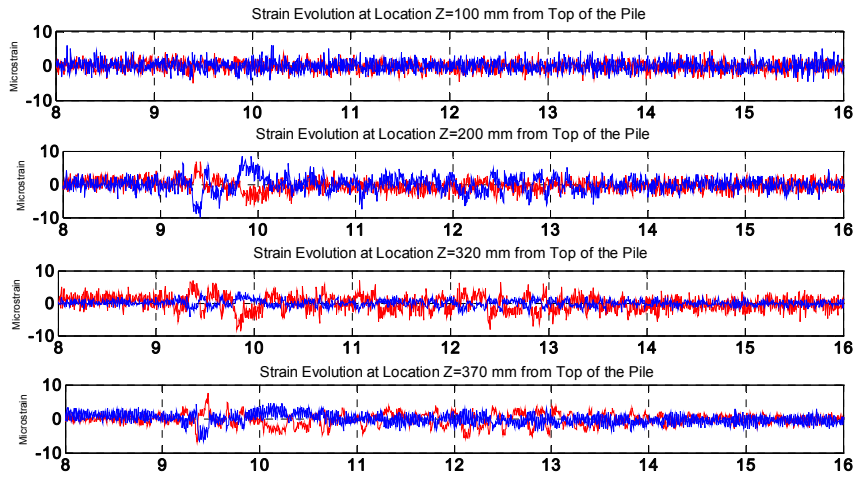 Strain Evolution at Location Z=100 mm from Top of the Pile
10
0
-10
Microstrain
8 9 10 11 12 13 14 15 16
Strain Evolution at Location Z=200 mm from Top of the Pile
10
0
-10
Microstrain
8 9 10 11 12 13 14 15 16
Strain Evolution at Location Z=320 mm from Top of the Pile
10
0
-10
Microstrain
8 9 10 11 12 13 14 15 16
Strain Evolution at Location Z=370 mm from Top of the Pile
10
0
-10
Microstrain
8 9 10 11 12 13 14 15 16